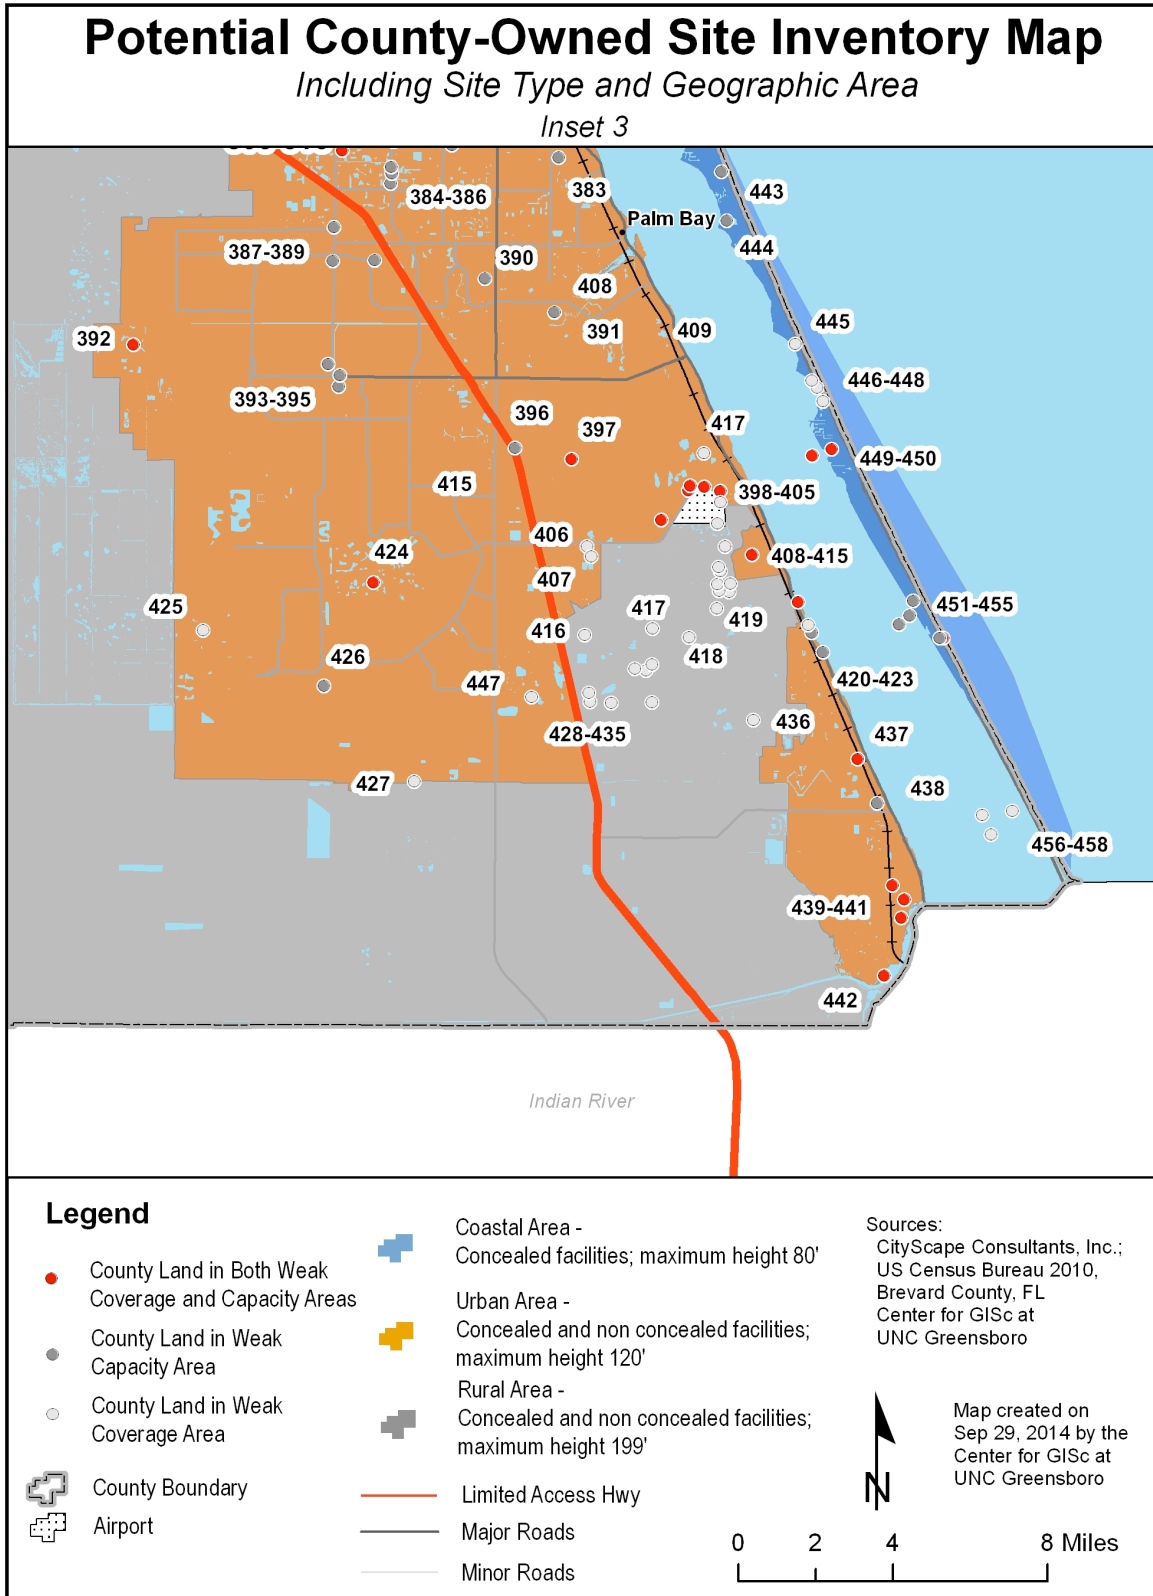 Potential County-Owned Site Inventory Map
Including Site Type and Geographic Area
Inset 3
384-386
383
443
Palm Bay
444
387-389
390
408
391
409
445
392
446-448
393-395
396
397
417
449-450
415
398-405
406
408-415
424
407
451-455
425
417
419
416
418
426
420-423
447
428-435
436
437
427
438
456-458
439-441
442
Indian River
Legend
County Land in Both Weak
Coverage and Capacity Areas
County Land in Weak
Capacity Area
County Land in Weak
Coverage Area
County Boundary
Airport
Coastal Area -
Concealed facilities; maximum height 80'
Urban Area -
Concealed and non concealed facilities;
maximum height 120'
Rural Area -
Concealed and non concealed facilities;
maximum height 199'
Limited Access Hwy
Major Roads
Minor Roads
Sources:
CityScape Consultants, Inc.;
US Census Bureau 2010,
Brevard County, FL
Center for GISc at
UNC Greensboro
N
Map created on
Sep 29, 2014 by the
Center for GISc at
UNC Greensboro
0 2 4 8 Miles